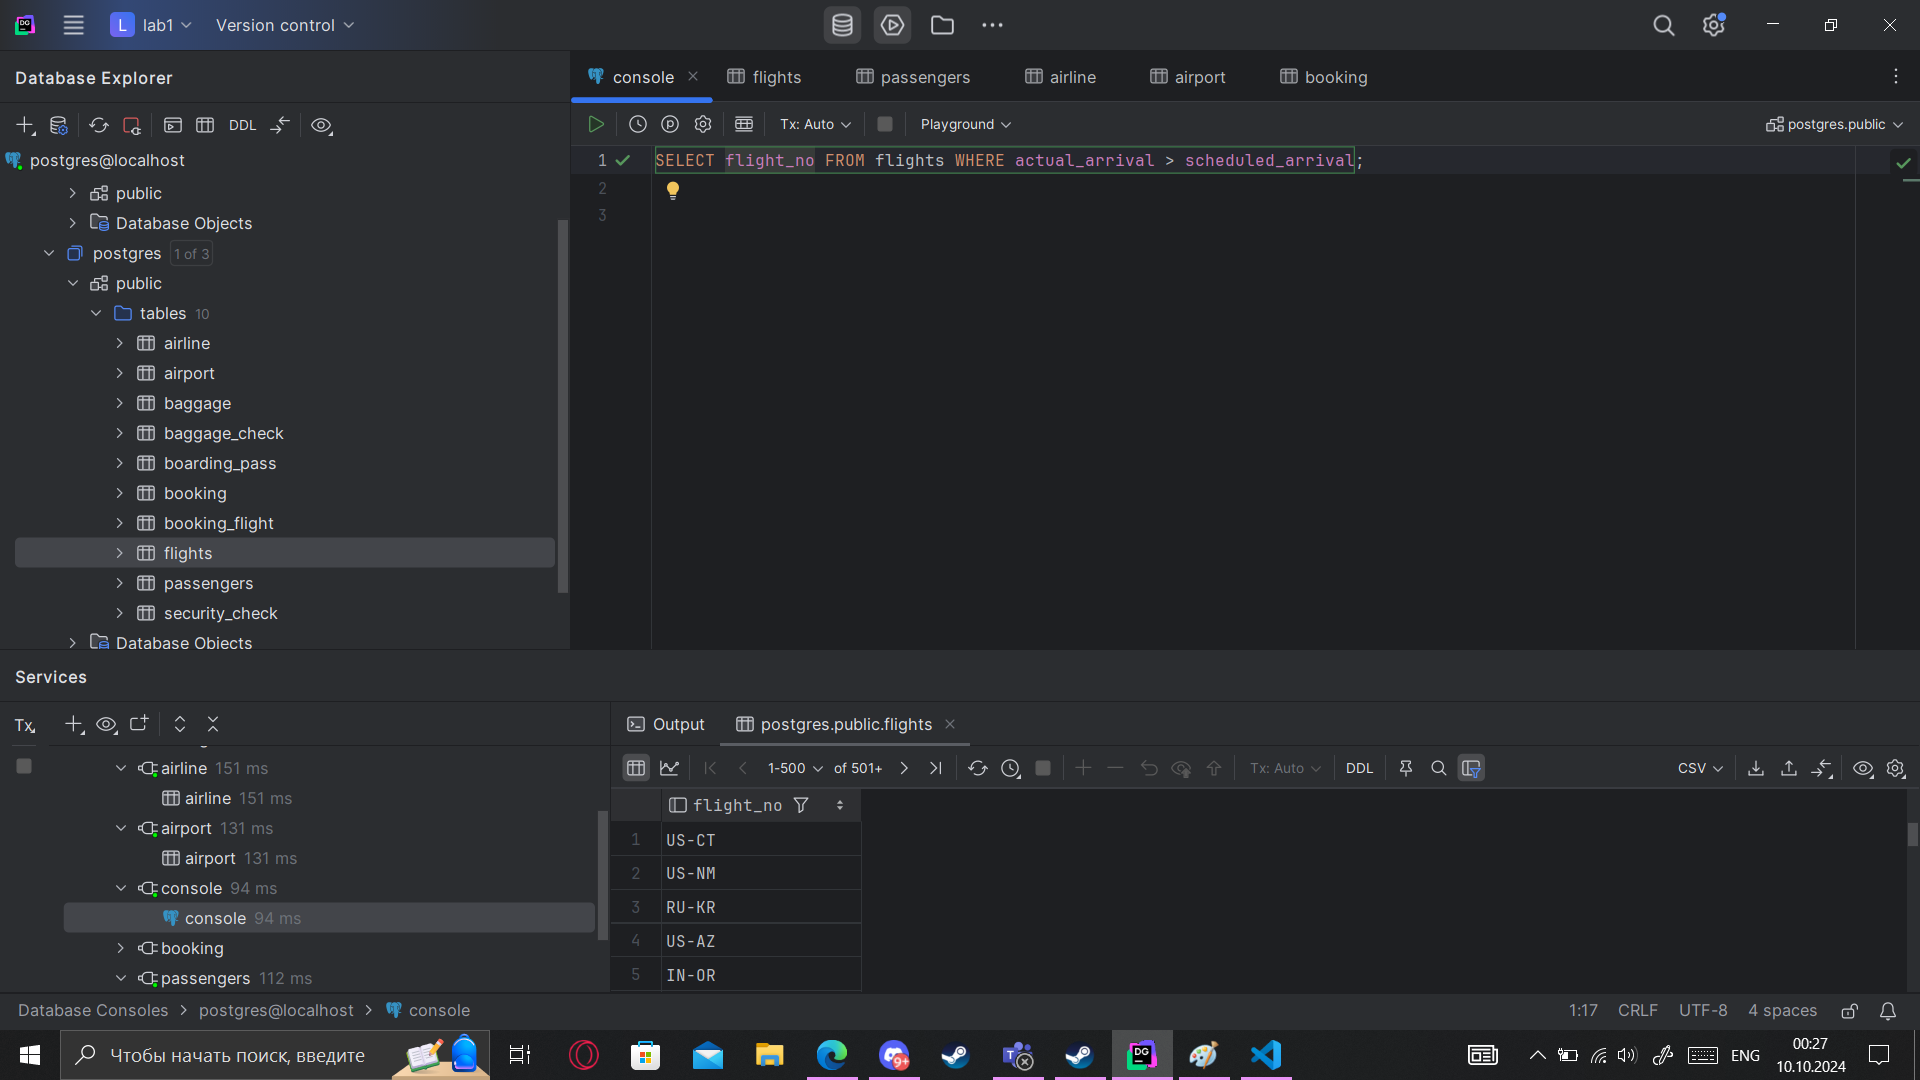 L lab1 Version control
Database Explorer
console flights passengers airline airport booking
DDL
Tx: Auto Playground postgres.public
postgres@localhost
public
Database Objects
postgres 1 of 3
public
tables 10
airline
airport
baggage
baggage_check
boarding_pass
booking
booking_flight
flights
passengers
security_check
Database Objects
1 SELECT flight_no FROM flights WHERE actual_arrival > scheduled_arrival;
2
3
Services
Tx
airline 151 ms
airline 151 ms
airport 131 ms
airport 131 ms
console 94 ms
console 94 ms
booking
passengers 112 ms
Output postgres.public.flights
1-500 of 501+ Tx: Auto DDL CSV
flight_no
1 US-CT
2 US-NM
3 RU-KR
4 US-AZ
5 IN-OR
Database Consoles postgres@localhost console
1:17 CRLF UTF-8 4 spaces
Чтобы начать поиск, введите
9+
DG
ENG
00:27
10.10.2024